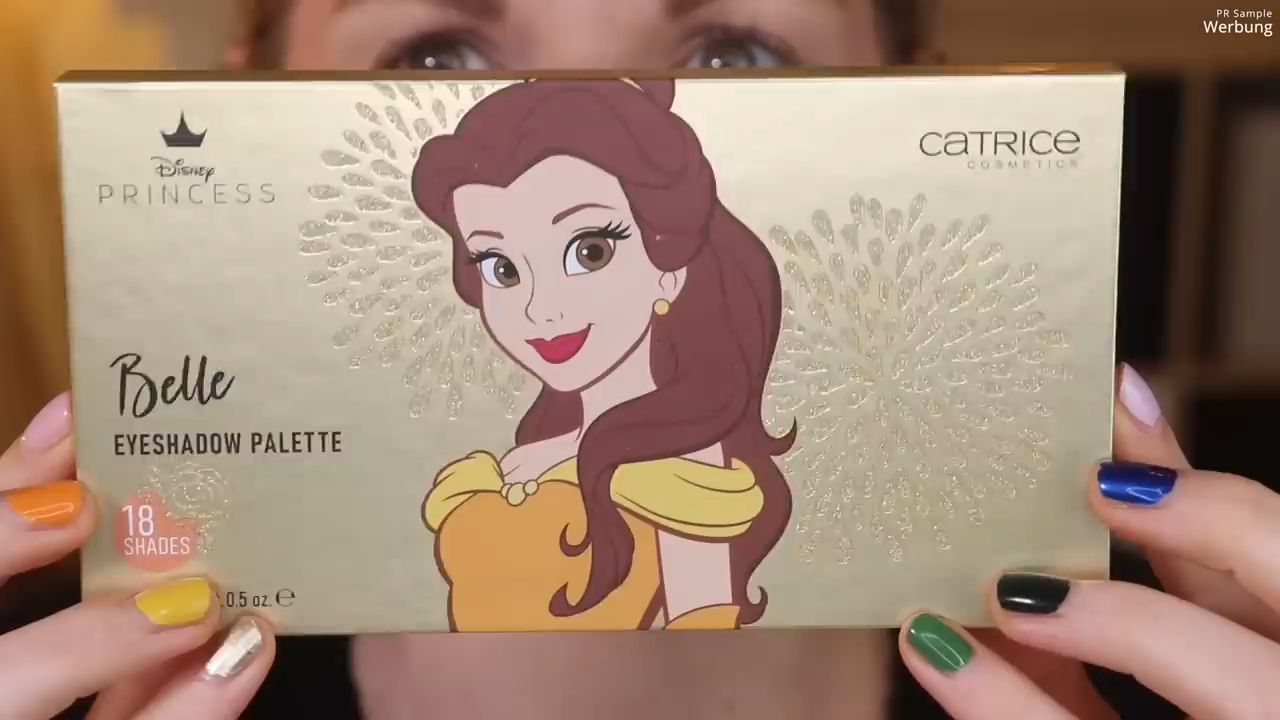 PR Sample
Werbung
Disney
PRINCESS
CATRICE
COSMETICS
Belle
EYESHADOW PALETTE
18
SHADES
0.5 oz. ℮